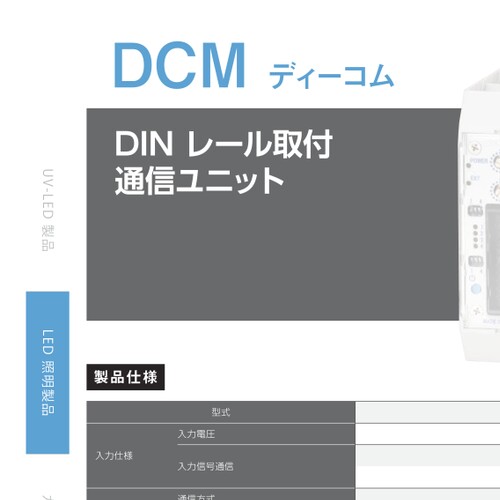 DCM ディーコム
DIN レール取付
通信ユニット
UV-LED 製品
LED 照明製品
製品仕様
型式
入力仕様
入力電圧
入力信号通信
通信方式
POWER